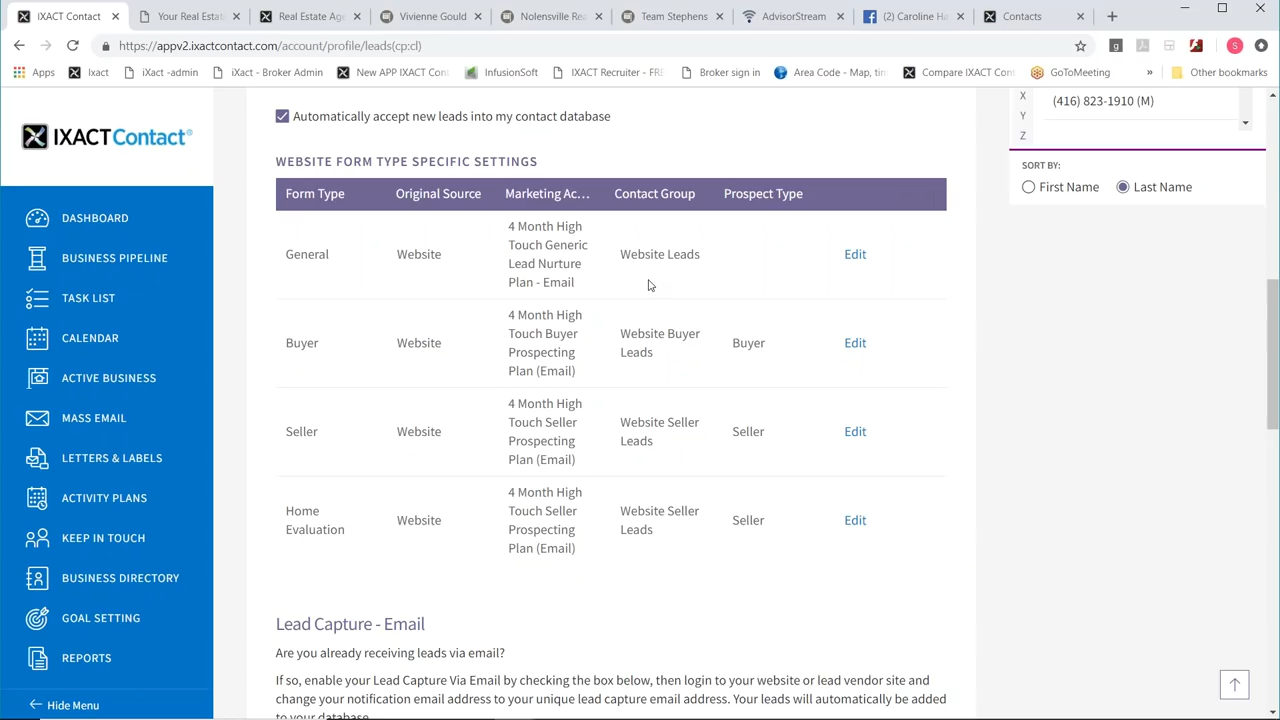 IXACT Contact
Your Real Estat
Real Estate Age
Vivienne Gould
Nolensville Rea
Team Stephens
AdvisorStream
(2) Caroline Ha
Contacts
https://appv2.ixactcontact.com/account/profile/leads(cp:cl)
S
Apps
Ixact
iXact -admin
iXact - Broker Admin
New APP IXACT Cont
InfusionSoft
IXACT Recruiter - FRE
Broker sign in
Area Code - Map, tim
Compare IXACT Cont
GoToMeeting
»
Other bookmarks
IXACTContact®
DASHBOARD
BUSINESS PIPELINE
TASK LIST
CALENDAR
ACTIVE BUSINESS
MASS EMAIL
LETTERS & LABELS
ACTIVITY PLANS
KEEP IN TOUCH
BUSINESS DIRECTORY
GOAL SETTING
REPORTS
Hide Menu
Automatically accept new leads into my contact database
WEBSITE FORM TYPE SPECIFIC SETTINGS
Form Type Original Source Marketing Ac... Contact Group Prospect Type
General Website 4 Month High Touch Generic Lead Nurture Plan - Email Website Leads Edit
Buyer Website 4 Month High Touch Buyer Prospecting Plan (Email) Website Buyer Leads Buyer Edit
Seller Website 4 Month High Touch Seller Prospecting Plan (Email) Website Seller Leads Seller Edit
Home Evaluation Website 4 Month High Touch Seller Prospecting Plan (Email) Website Seller Leads Seller Edit
Lead Capture - Email
Are you already receiving leads via email?
If so, enable your Lead Capture Via Email by checking the box below, then login to your website or lead vendor site and
change your notification email address to your unique lead capture email address. Your leads will automatically be added
to your database.
X
Y
Z
(416) 823-1910 (M)
SORT BY:
First Name Last Name